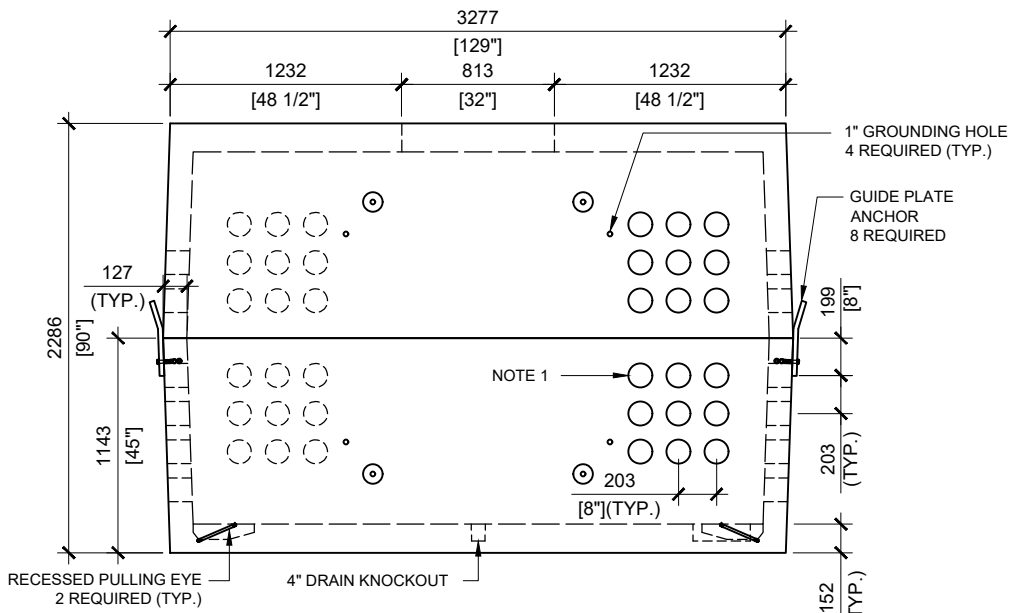 3277
[129"]
1232
[48 1/2"]
813
[32"]
1232
[48 1/2"]
1" GROUNDING HOLE
4 REQUIRED (TYP.)
GUIDE PLATE
ANCHOR
8 REQUIRED
127
(TYP.)
199
[8"]
2286
[90"]
NOTE 1
1143
[45"]
203
(TYP.)
203
[8"](TYP.)
RECESSED PULLING EYE
2 REQUIRED (TYP.)
4" DRAIN KNOCKOUT
152
TYP.)